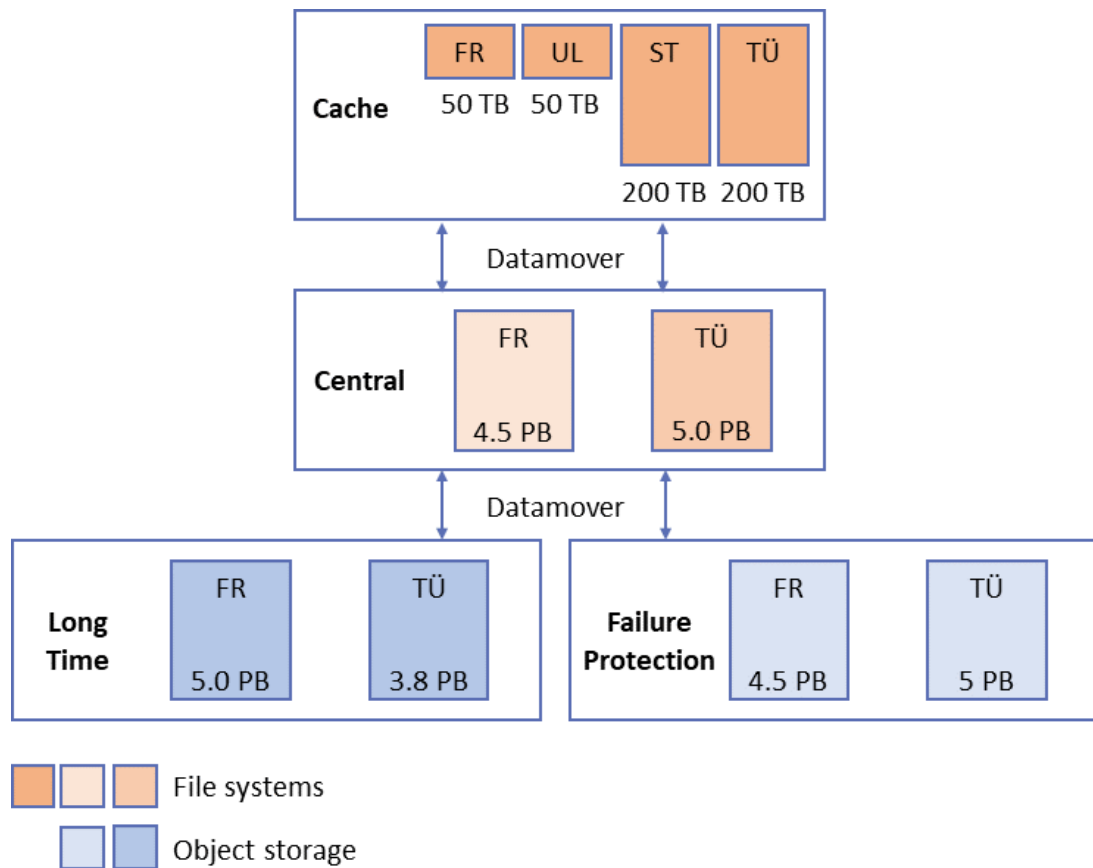 FR UL ST TÜ
50 TB 50 TB
Cache
200 TB 200 TB
Datamover
FR TÜ
Central
4.5 PB 5.0 PB
Datamover
FR TÜ
Long
Time
5.0 PB 3.8 PB
FR TÜ
Failure
Protection
4.5 PB 5 PB
File systems
Object storage